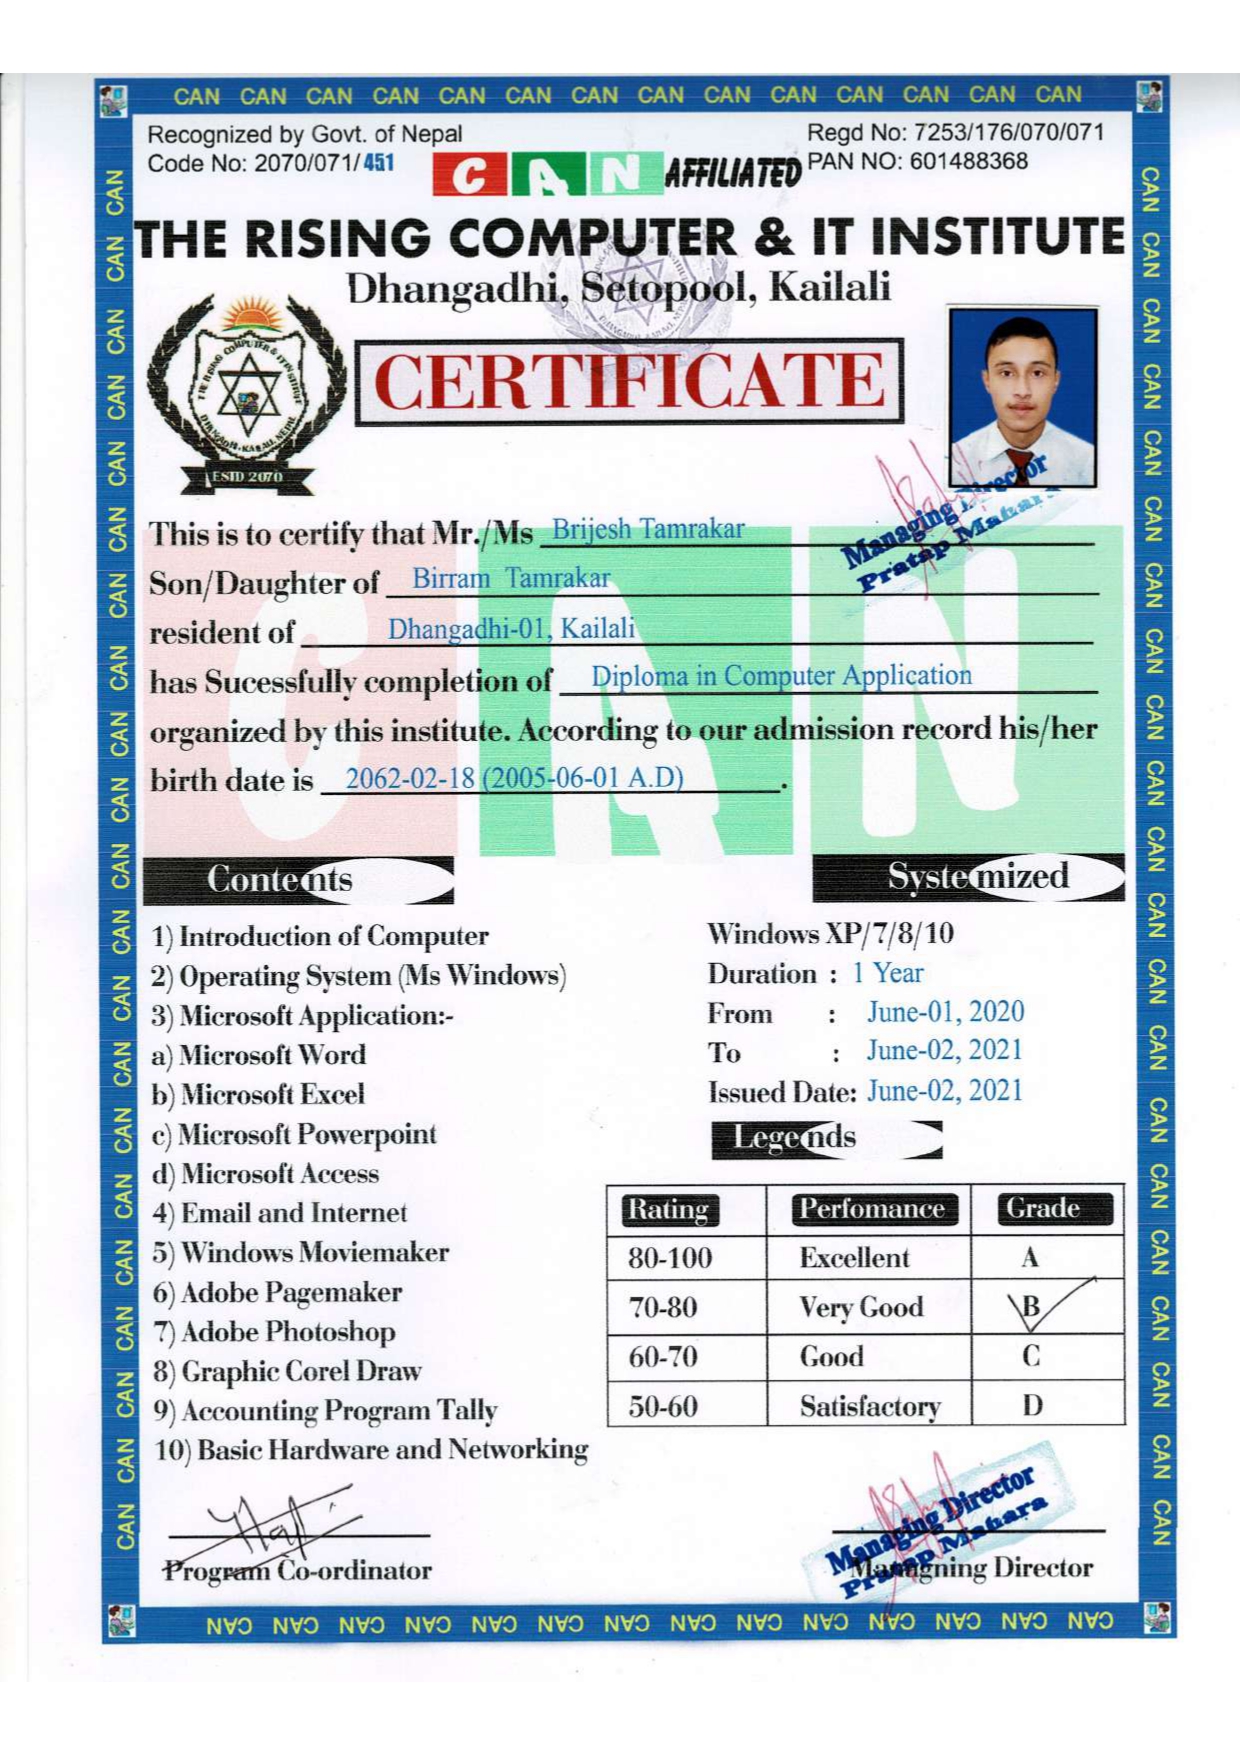 CAN CAN CAN CAN CAN CAN CAN CAN CAN CAN CAN CAN CAN CAN
Recognized by Govt. of Nepal
Regd No: 7253/176/070/071
Code No: 2070/071/451
CAN AFFILIATED
PAN NO: 601488368
THE RISING COMPUTER & IT INSTITUTE
Dhangadhi, Setopool, Kailali
CERTIFICATE
THE RISING COMPUTER & IT INSTITUTE
ESTD 2070
Managing Director
Pratap Mahara
This is to certify that Mr./Ms Brijesh Tamrakar
Son/Daughter of Birram Tamrakar
resident of Dhangadhi-01, Kailali
has Sucessfully completion of Diploma in Computer Application
organized by this institute. According to our admission record his/her
birth date is 2062-02-18 (2005-06-01 A.D).
Contents
Systemized
1) Introduction of Computer
2) Operating System (Ms Windows)
3) Microsoft Application:-
a) Microsoft Word
b) Microsoft Excel
c) Microsoft Powerpoint
d) Microsoft Access
4) Email and Internet
5) Windows Moviemaker
6) Adobe Pagemaker
7) Adobe Photoshop
8) Graphic Corel Draw
9) Accounting Program Tally
10) Basic Hardware and Networking
Windows XP/7/8/10
Duration : 1 Year
From : June-01, 2020
To : June-02, 2021
Issued Date: June-02, 2021
Legends
Rating Perfomance Grade
80-100 Excellent A
70-80 Very Good B
60-70 Good C
50-60 Satisfactory D
Program Co-ordinator
Managing Director
Pratap Mahara
Managning Director
CAN CAN CAN CAN CAN CAN CAN CAN CAN CAN CAN CAN CAN CAN